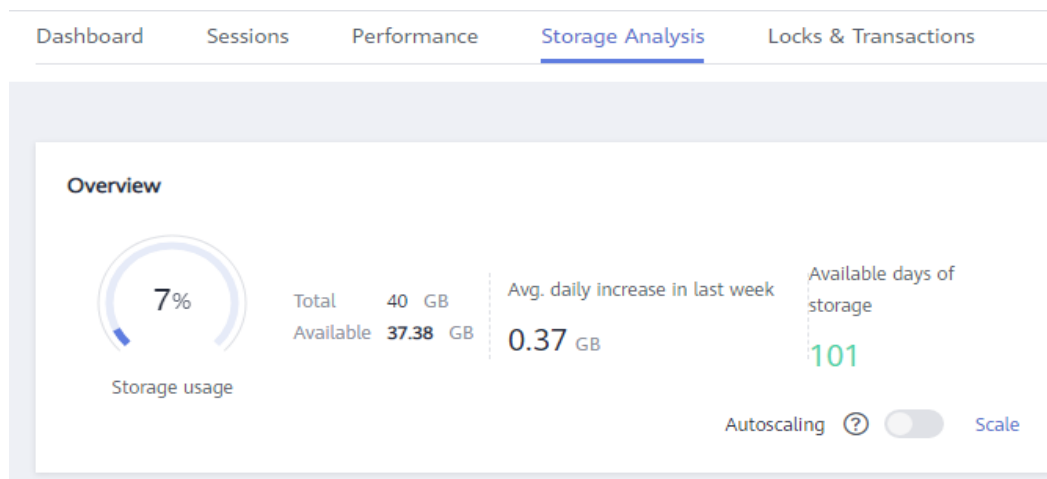 Dashboard Sessions Performance Storage Analysis Locks & Transactions
Overview
7%
Storage usage
Total 40 GB
Available 37.38 GB
Avg. daily increase in last week
0.37 GB
Available days of
storage
101
Autoscaling ? Scale